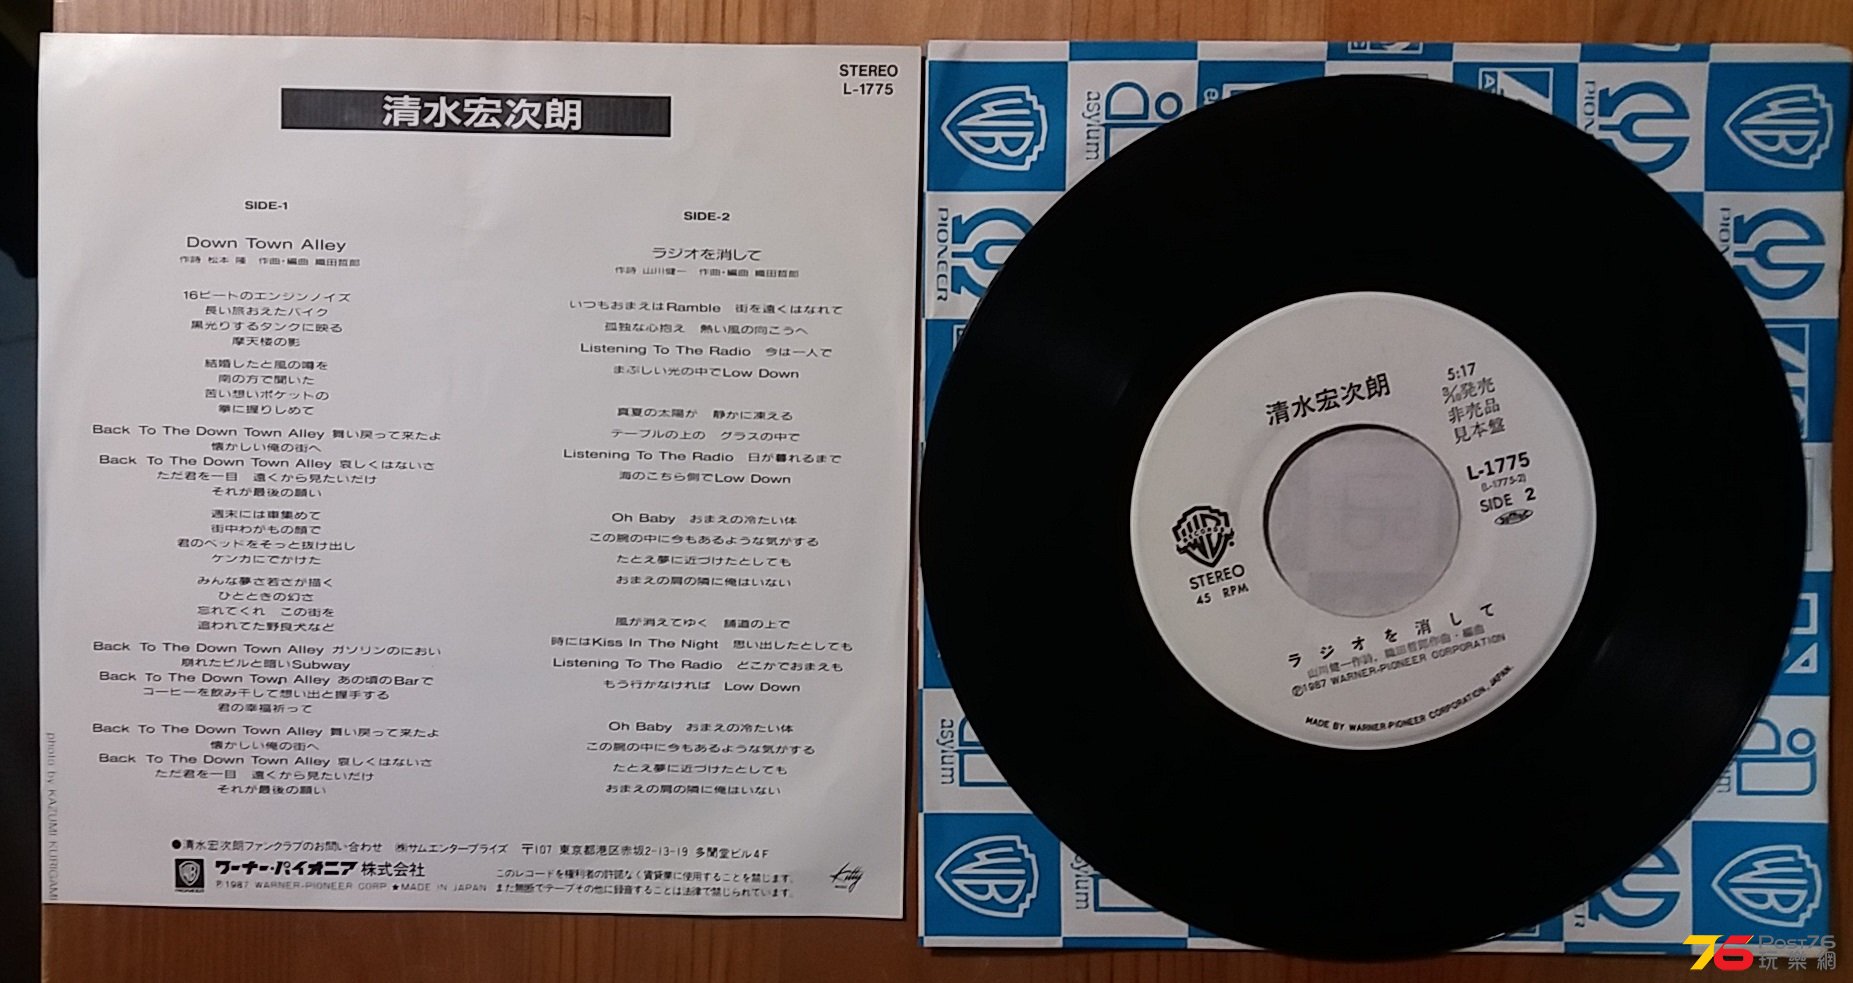 STEREO
L-1775
清水宏次朗
SIDE-1
Down Town Alley
作詩 松本 隆 作曲・編曲 織田哲郎
16ビートのエンジンノイズ
長い旅おえたバイク
黒光りするタンクに映る
摩天楼の影
結婚したと風の噂を
南の方で聞いた
苦い想いポケットの
拳に握りしめて
Back To The Down Town Alley 舞い戻って来たよ
懐かしい俺の街へ
Back To The Down Town Alley 哀しくはないさ
ただ君を一目 遠くから見たいだけ
それが最後の願い
週末には車集めて
街中わがもの顔で
君のベッドをそっと抜け出し
ケンカにでかけた
みんな夢さ若さが描く
ひとときの幻さ
忘れてくれ この街を
追われてた野良犬など
Back To The Down Town Alley ガソリンのにおい
崩れたビルと暗いSubway
Back To The Down Town Alley あの頃のBarで
コーヒーを飲み干して想い出と握手する
君の幸福祈って
Back To The Down Town Alley 舞い戻って来たよ
懐かしい俺の街へ
Back To The Down Town Alley 哀しくはないさ
ただ君を一目 遠くから見たいだけ
それが最後の願い
SIDE-2
ラジオを消して
作詩 山川健一 作曲・編曲 織田哲郎
いつもおまえはRamble 街を遠くはなれて
孤独な心抱え 熱い風の向こうへ
Listening To The Radio 今は一人で
まぶしい光の中でLow Down
真夏の太陽が 静かに凍える
テーブルの上の グラスの中で
Listening To The Radio 日が暮れるまで
海のこちら側でLow Down
Oh Baby おまえの冷たい体
この腕の中に今もあるような気がする
たとえ夢に近づけたとしても
おまえの肩の隣に俺はいない
風が消えてゆく 舗道の上で
時にはKiss In The Night 思い出したとしても
Listening To The Radio どこかでおまえも
もう行かなければ Low Down
Oh Baby おまえの冷たい体
この腕の中に今もあるような気がする
たとえ夢に近づけたとしても
おまえの肩の隣に俺はいない
photo by KAZUMI KURIGAMI
●清水宏次朗ファンクラブのお問い合わせ ㈱サムエンタープライズ 〒107 東京都港区赤坂2-13-19 多聞堂ビル4F
ワーナー・パイオニア株式会社
℗1987 WARNER-PIONEER CORP. ★MADE IN JAPAN
このレコードを権利者の許諾なく賃貸業に使用することを禁じます。
また無断でテープその他に録音することは法律で禁じられています。
Kitty
清水宏次朗
5:17
3/10発売
非売品
見本盤
L-1775
(L-1775-2)
SIDE 2
RECORDS
STEREO
45 RPM
ラジオを消して
山川健一作詩, 織田哲郎作曲・編曲
℗1987 WARNER-PIONEER CORPORATION
MADE BY WARNER-PIONEER CORPORATION, JAPAN.
asylum
PIONEER
PIONEER
PIONEER
asylum
asylum
PIONEER
76 Post76
玩樂網